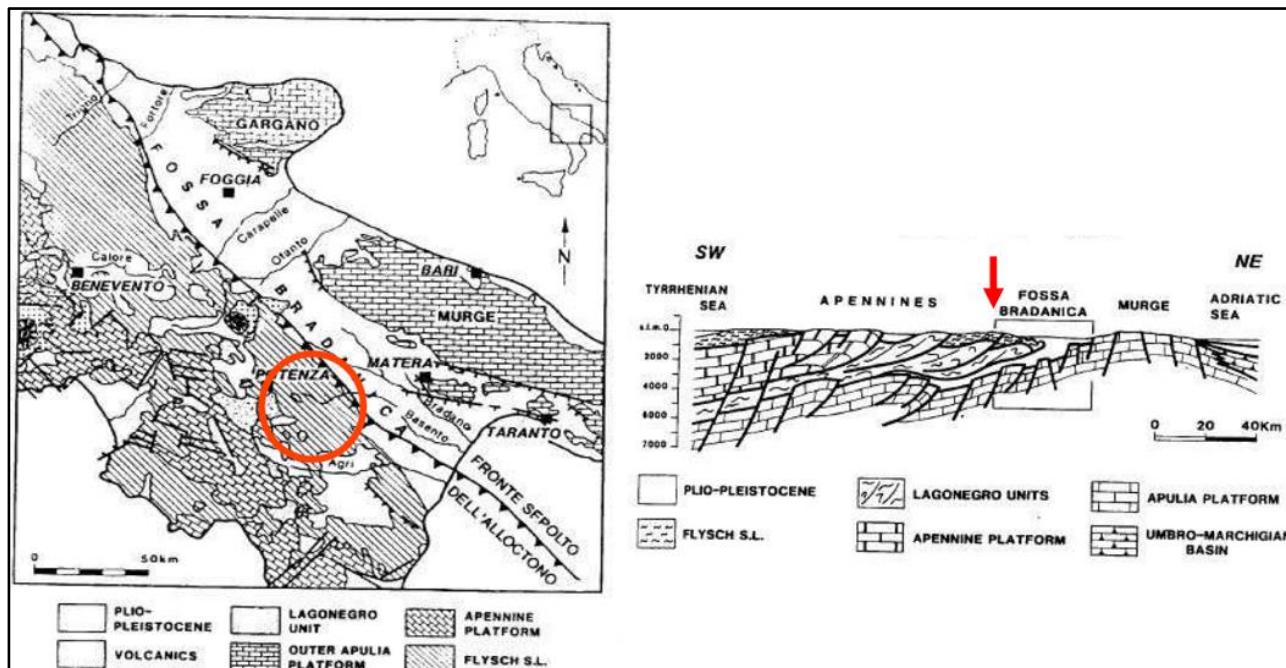 GARGANO
Fortore
FOSSA
FOGGIA
Carapelle
Ofanto
N
Calore
BENEVENTO
BARI
MURGE
BRADANICA
MATERA
POTENZA
Bradano
Basento
TARANTO
Agri
FRONTE SEPOLTO
DELL'ALLOCTONO
0 50km
PLIO-
PLEISTOCENE
LAGONEGRO
UNIT
APENNINE
PLATFORM
VOLCANICS
OUTER APULIA
PLATFORM
FLYSCH S.L.
SW
NE
TYRRHENIAN
SEA
APENNINES
FOSSA
BRADANICA
MURGE
ADRIATIC
SEA
s.l.m.0
2000
4000
6000
7000
0 20 40Km
PLIO-PLEISTOCENE
LAGONEGRO UNITS
APULIA PLATFORM
FLYSCH S.L.
APENNINE PLATFORM
UMBRO-MARCHIGIAN
BASIN